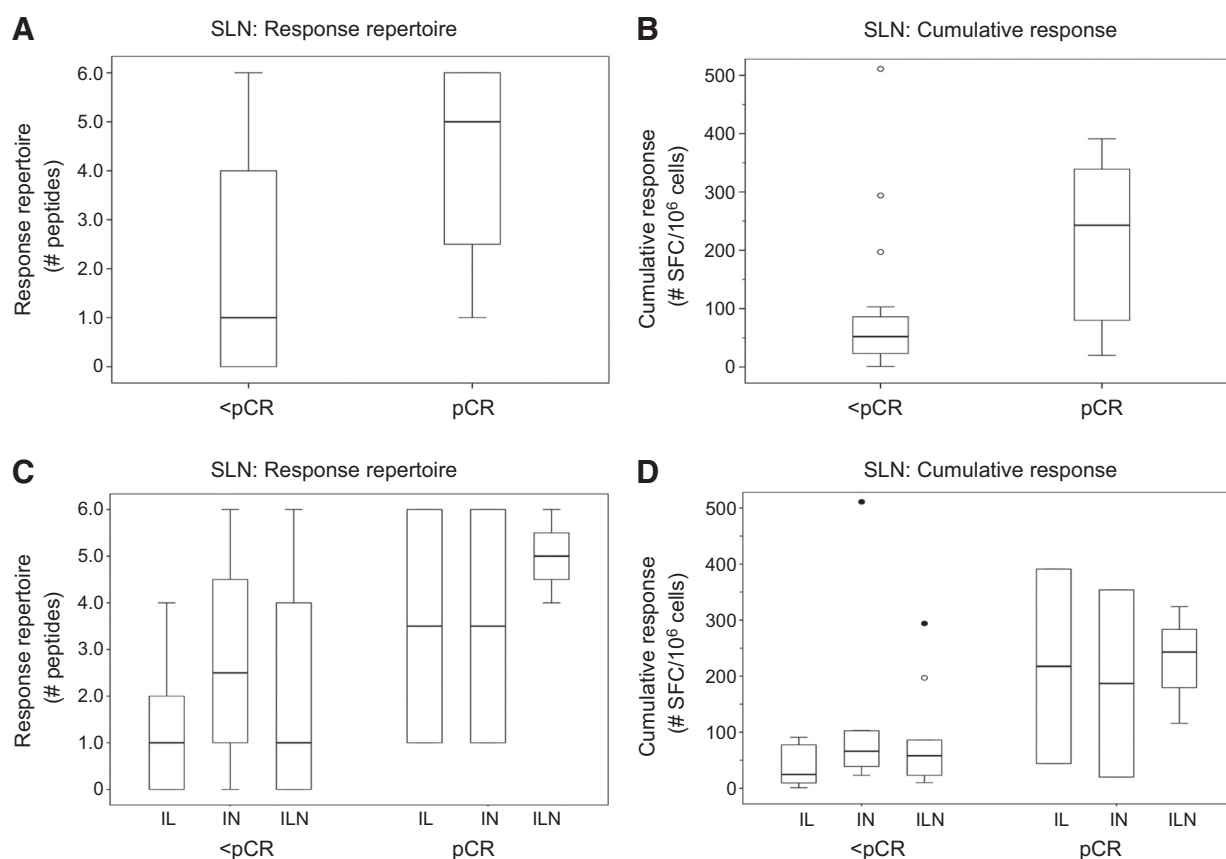 A
SLN: Response repertoire
Response repertoire
(# peptides)
6.0
5.0
4.0
3.0
2.0
1.0
0
<pCR
pCR
B
SLN: Cumulative response
Cumulative response
(# SFC/10⁶ cells)
500
400
300
200
100
0
<pCR
pCR
C
SLN: Response repertoire
Response repertoire
(# peptides)
6.0
5.0
4.0
3.0
2.0
1.0
0
IL IN ILN IL IN ILN
<pCR pCR
D
SLN: Cumulative response
Cumulative response
(# SFC/10⁶ cells)
500
400
300
200
100
0
IL IN ILN IL IN ILN
<pCR pCR